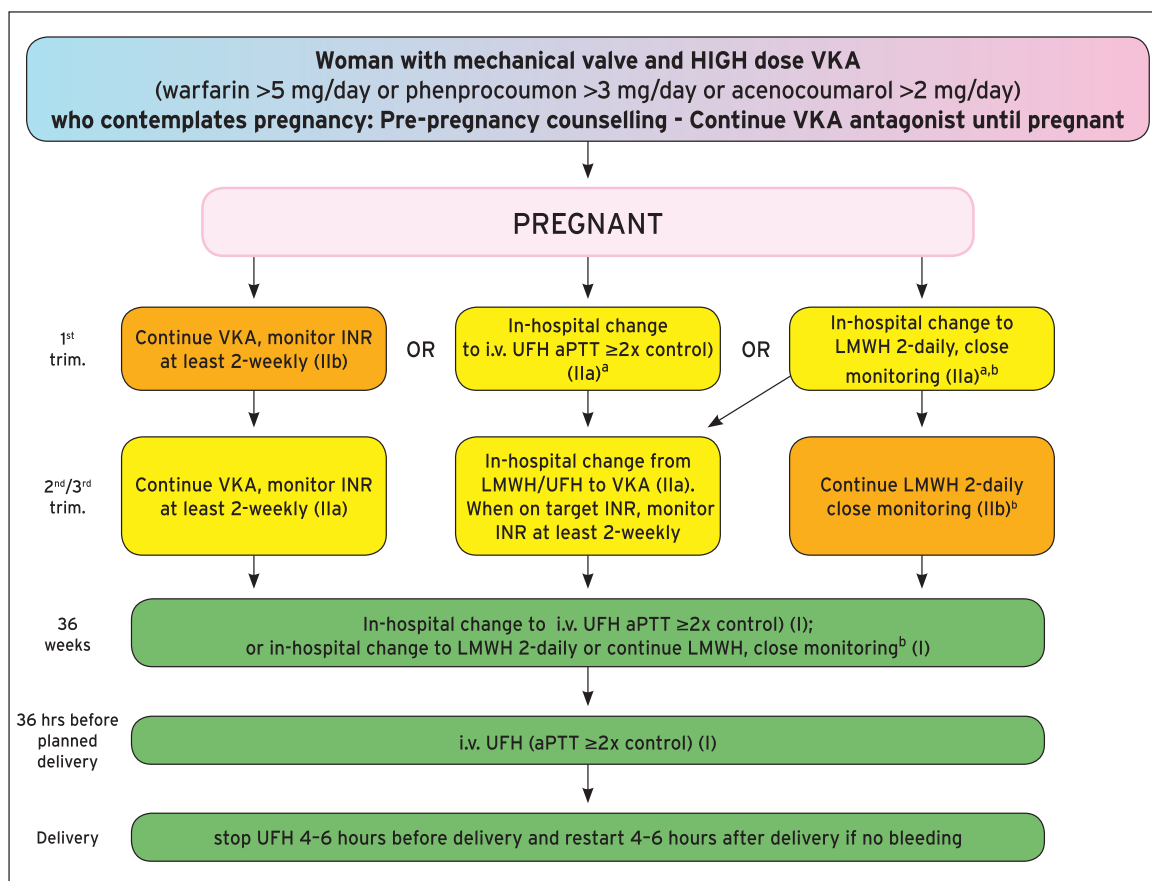 Woman with mechanical valve and HIGH dose VKA
(warfarin >5 mg/day or phenprocoumon >3 mg/day or acenocoumarol >2 mg/day)
who contemplates pregnancy: Pre-pregnancy counselling - Continue VKA antagonist until pregnant
PREGNANT
1st
trim.
Continue VKA, monitor INR
at least 2-weekly (IIb)
OR
In-hospital change
to i.v. UFH aPTT ≥2x control)
(IIa)a
OR
In-hospital change to
LMWH 2-daily, close
monitoring (IIa)a,b
2nd/3rd
trim.
Continue VKA, monitor INR
at least 2-weekly (IIa)
In-hospital change from
LMWH/UFH to VKA (IIa).
When on target INR, monitor
INR at least 2-weekly
Continue LMWH 2-daily
close monitoring (IIb)b
36
weeks
In-hospital change to i.v. UFH aPTT ≥2x control) (I);
or in-hospital change to LMWH 2-daily or continue LMWH, close monitoringb (I)
36 hrs before
planned
delivery
i.v. UFH (aPTT ≥2x control) (I)
Delivery
stop UFH 4–6 hours before delivery and restart 4–6 hours after delivery if no bleeding